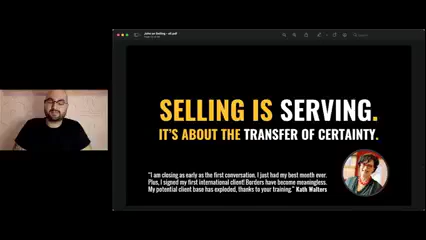 SELLING IS SERVING.
IT'S ABOUT THE TRANSFER OF CERTAINTY.
"I am closing as early as the first conversation. I just had my best month ever.
Plus, I signed my first international client! Borders have become meaningless.
My potential client base has exploded, thanks to your training." Kath Walters